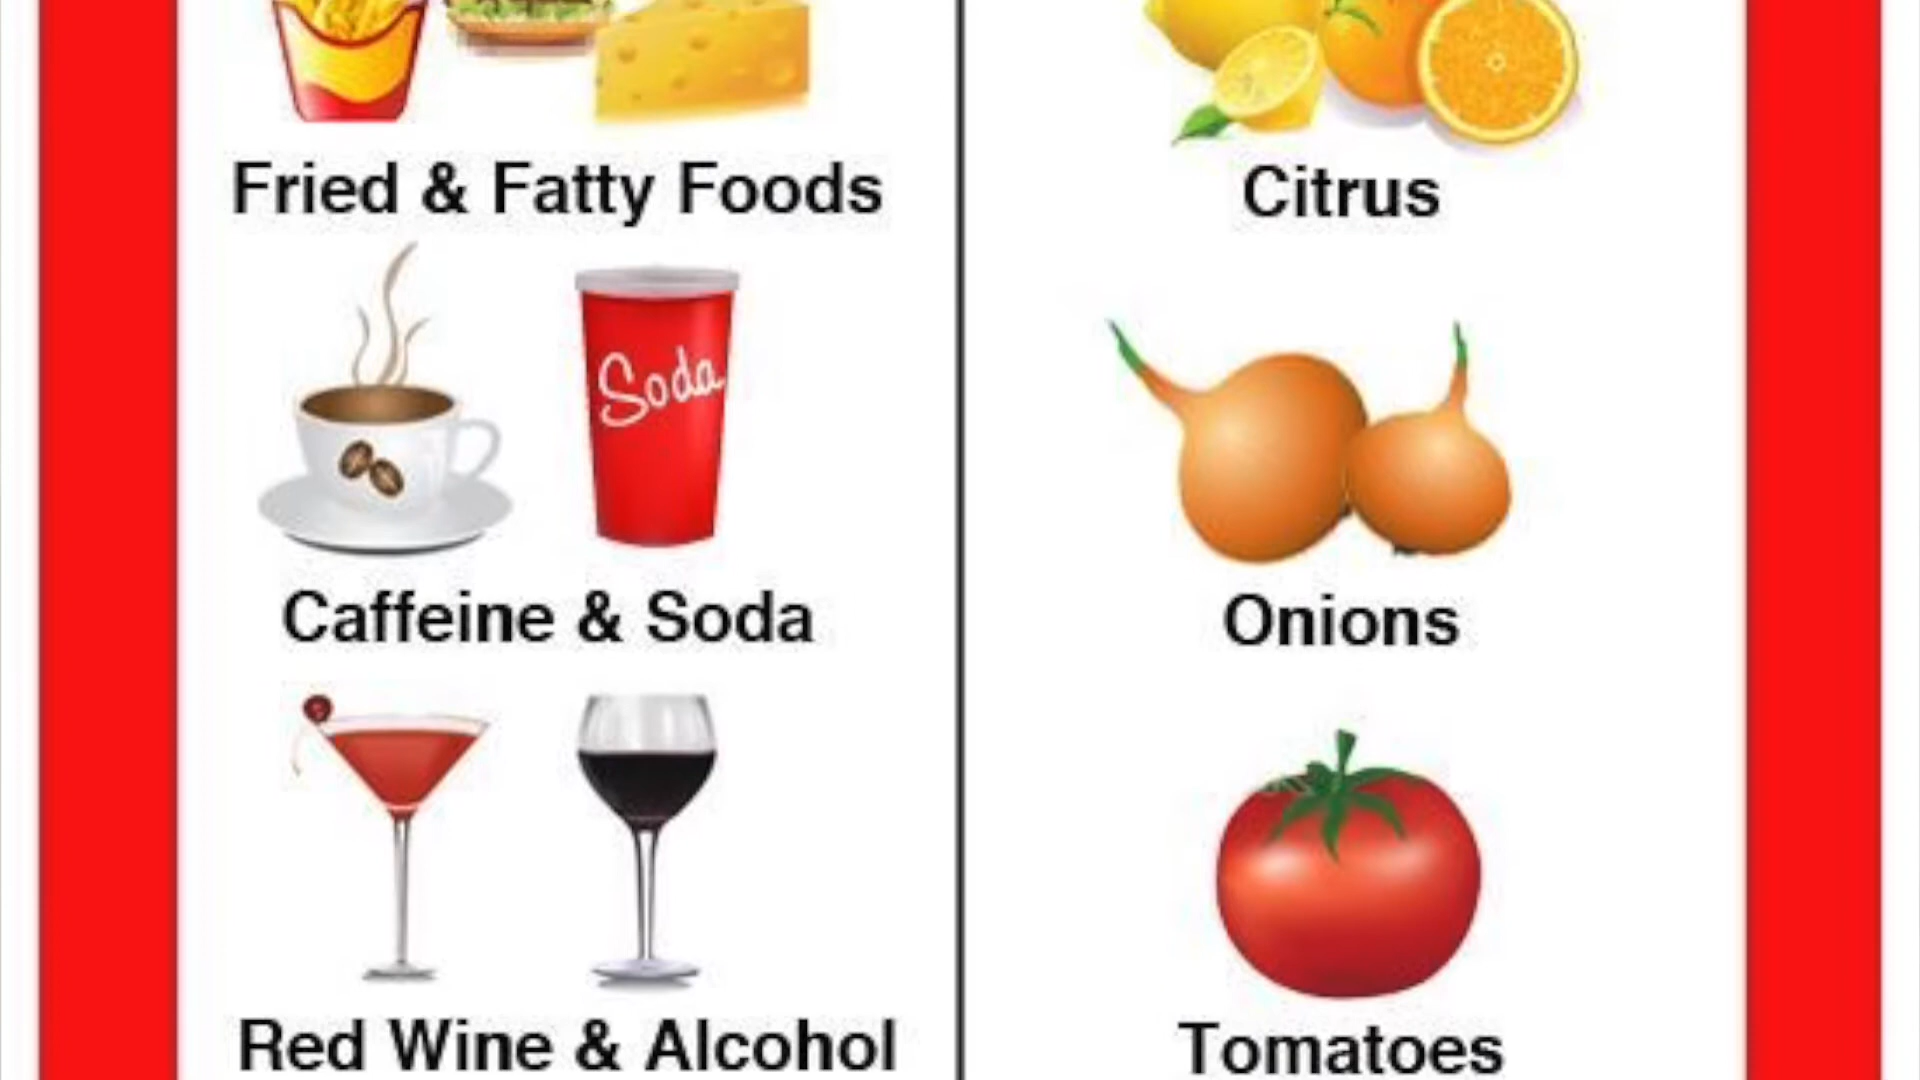 Fried & Fatty Foods
Citrus
Soda
Caffeine & Soda
Onions
Red Wine & Alcohol
Tomatoes